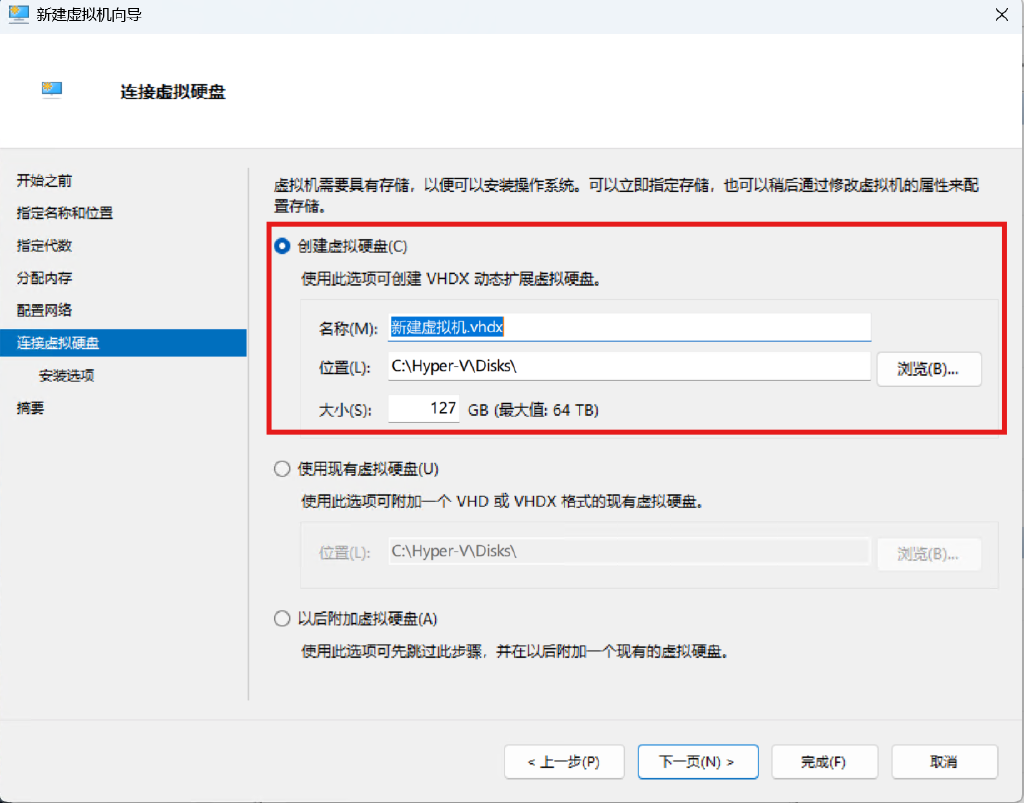 新建虚拟机向导
连接虚拟硬盘
开始之前
指定名称和位置
指定代数
分配内存
配置网络
连接虚拟硬盘
安装选项
摘要
虚拟机需要具有存储，以便可以安装操作系统。可以立即指定存储，也可以稍后通过修改虚拟机的属性来配
置存储。
创建虚拟硬盘(C)
使用此选项可创建 VHDX 动态扩展虚拟硬盘。
名称(M): 新建虚拟机.vhdx
位置(L): C:\Hyper-V\Disks\ 浏览(B)...
大小(S): 127 GB (最大值: 64 TB)
使用现有虚拟硬盘(U)
使用此选项可附加一个 VHD 或 VHDX 格式的现有虚拟硬盘。
位置(L): C:\Hyper-V\Disks\ 浏览(B)...
以后附加虚拟硬盘(A)
使用此选项可先跳过此步骤，并在以后附加一个现有的虚拟硬盘。
< 上一步(P) 下一页(N) > 完成(F) 取消